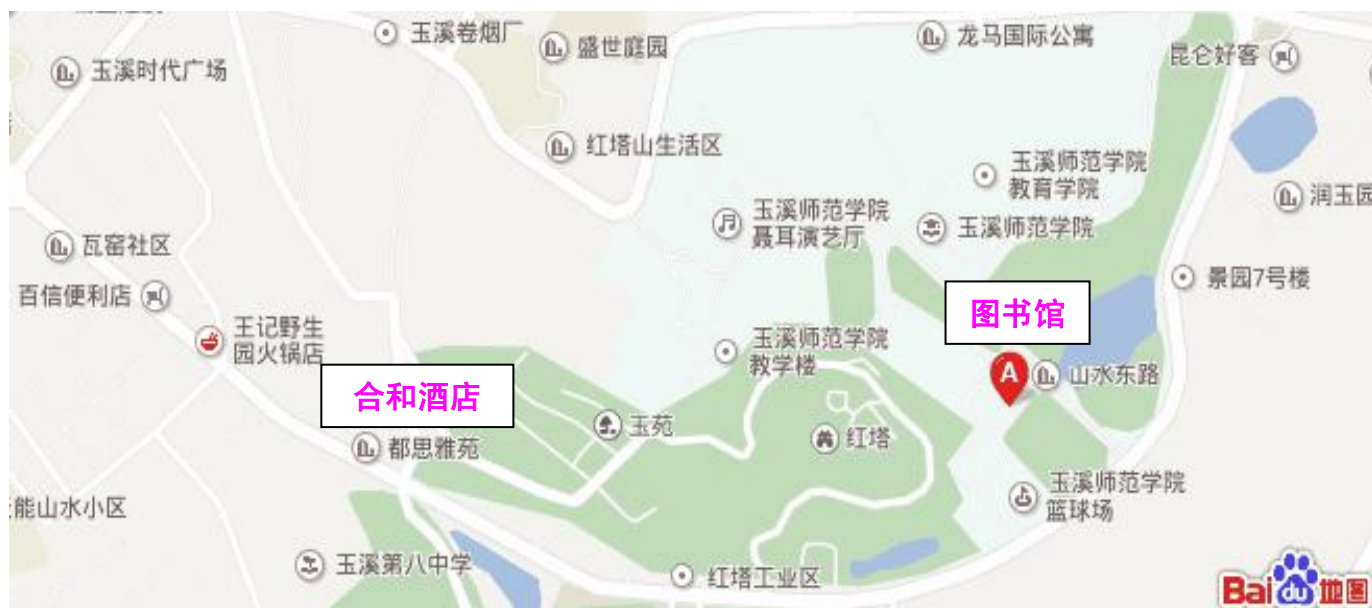 玉溪卷烟厂
盛世庭园
龙马国际公寓
昆仑好客
玉溪时代广场
红塔山生活区
玉溪师范学院
教育学院
润玉园
玉溪师范学院
聂耳演艺厅
玉溪师范学院
瓦窑社区
景园7号楼
百信便利店
图书馆
王记野生
园火锅店
玉溪师范学院
教学楼
A
山水东路
合和酒店
玉苑
红塔
都思雅苑
玉溪师范学院
篮球场
能山水小区
玉溪第八中学
红塔工业区
Bai du 地图